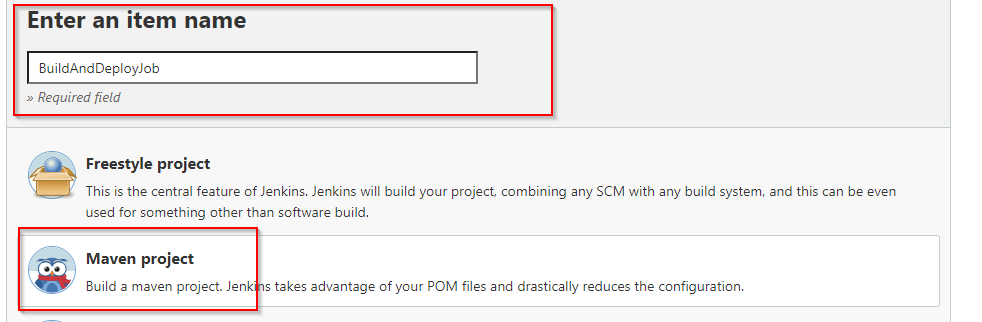 Enter an item name
BuildAndDeployJob
» Required field
Freestyle project
This is the central feature of Jenkins. Jenkins will build your project, combining any SCM with any build system, and this can be even
used for something other than software build.
Maven project
Build a maven project. Jenkins takes advantage of your POM files and drastically reduces the configuration.